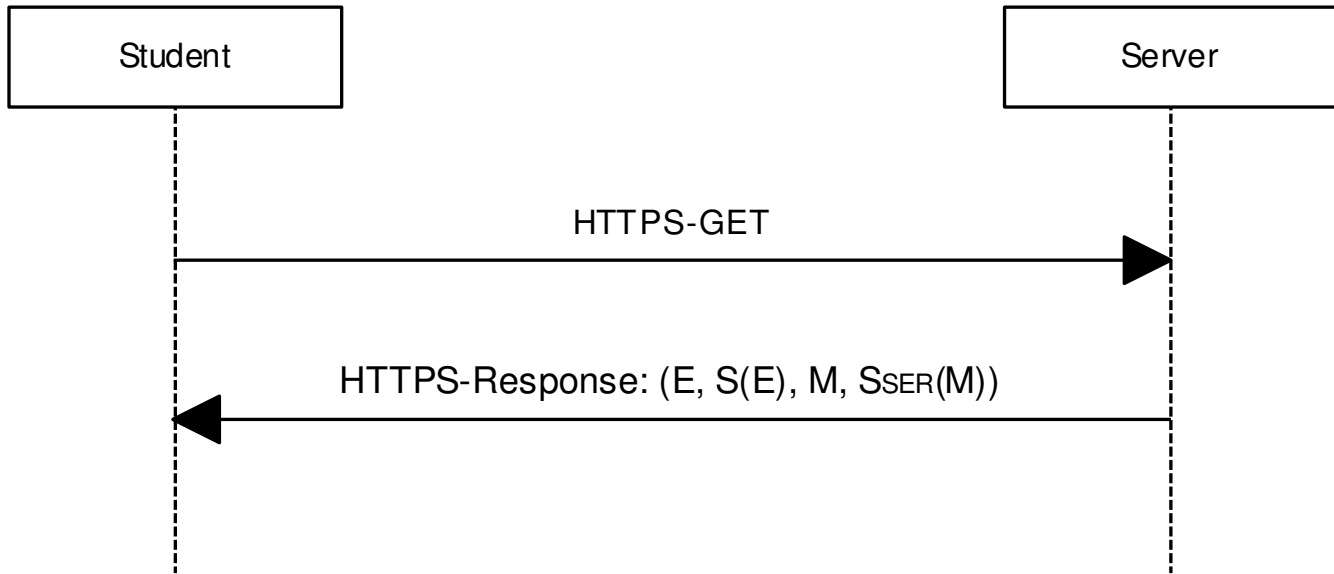 Student
Server
HTTPS-GET
HTTPS-Response: (E, S(E), M, SSER(M))